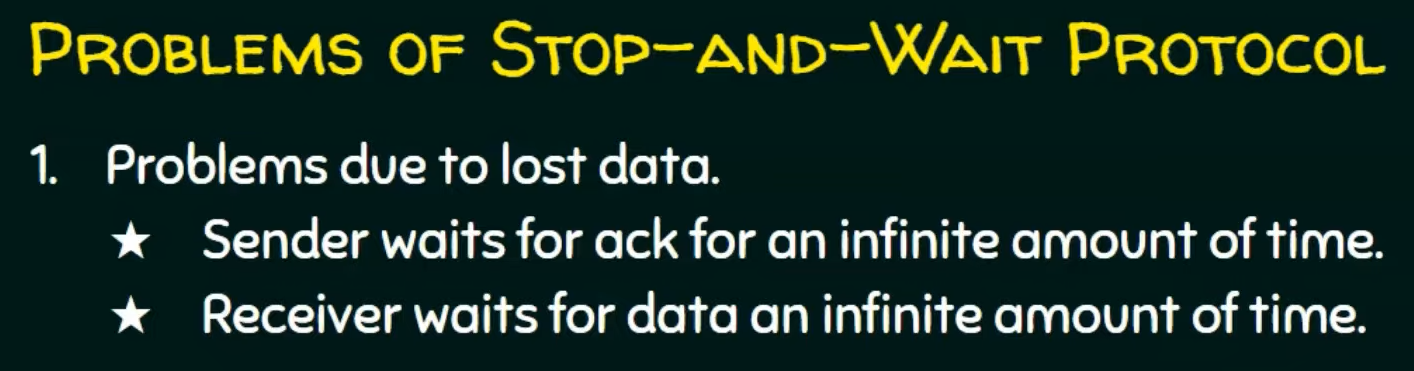 Problems of Stop-and-Wait Protocol
1. Problems due to lost data.
★ Sender waits for ack for an infinite amount of time.
★ Receiver waits for data an infinite amount of time.